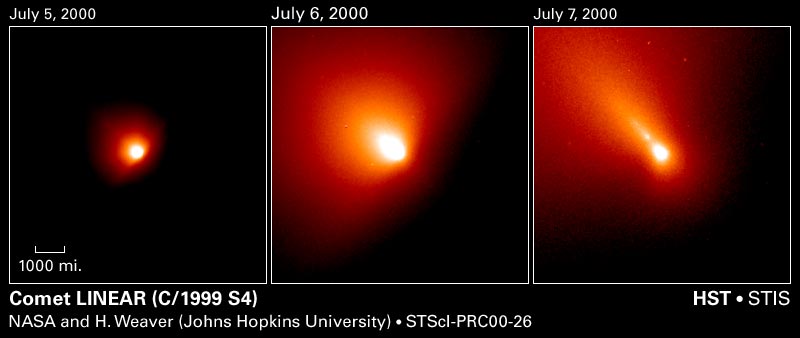 July 5, 2000
July 6, 2000
July 7, 2000
1000 mi.
Comet LINEAR (C/1999 S4)
HST • STIS
NASA and H. Weaver (Johns Hopkins University) • STScI-PRC00-26